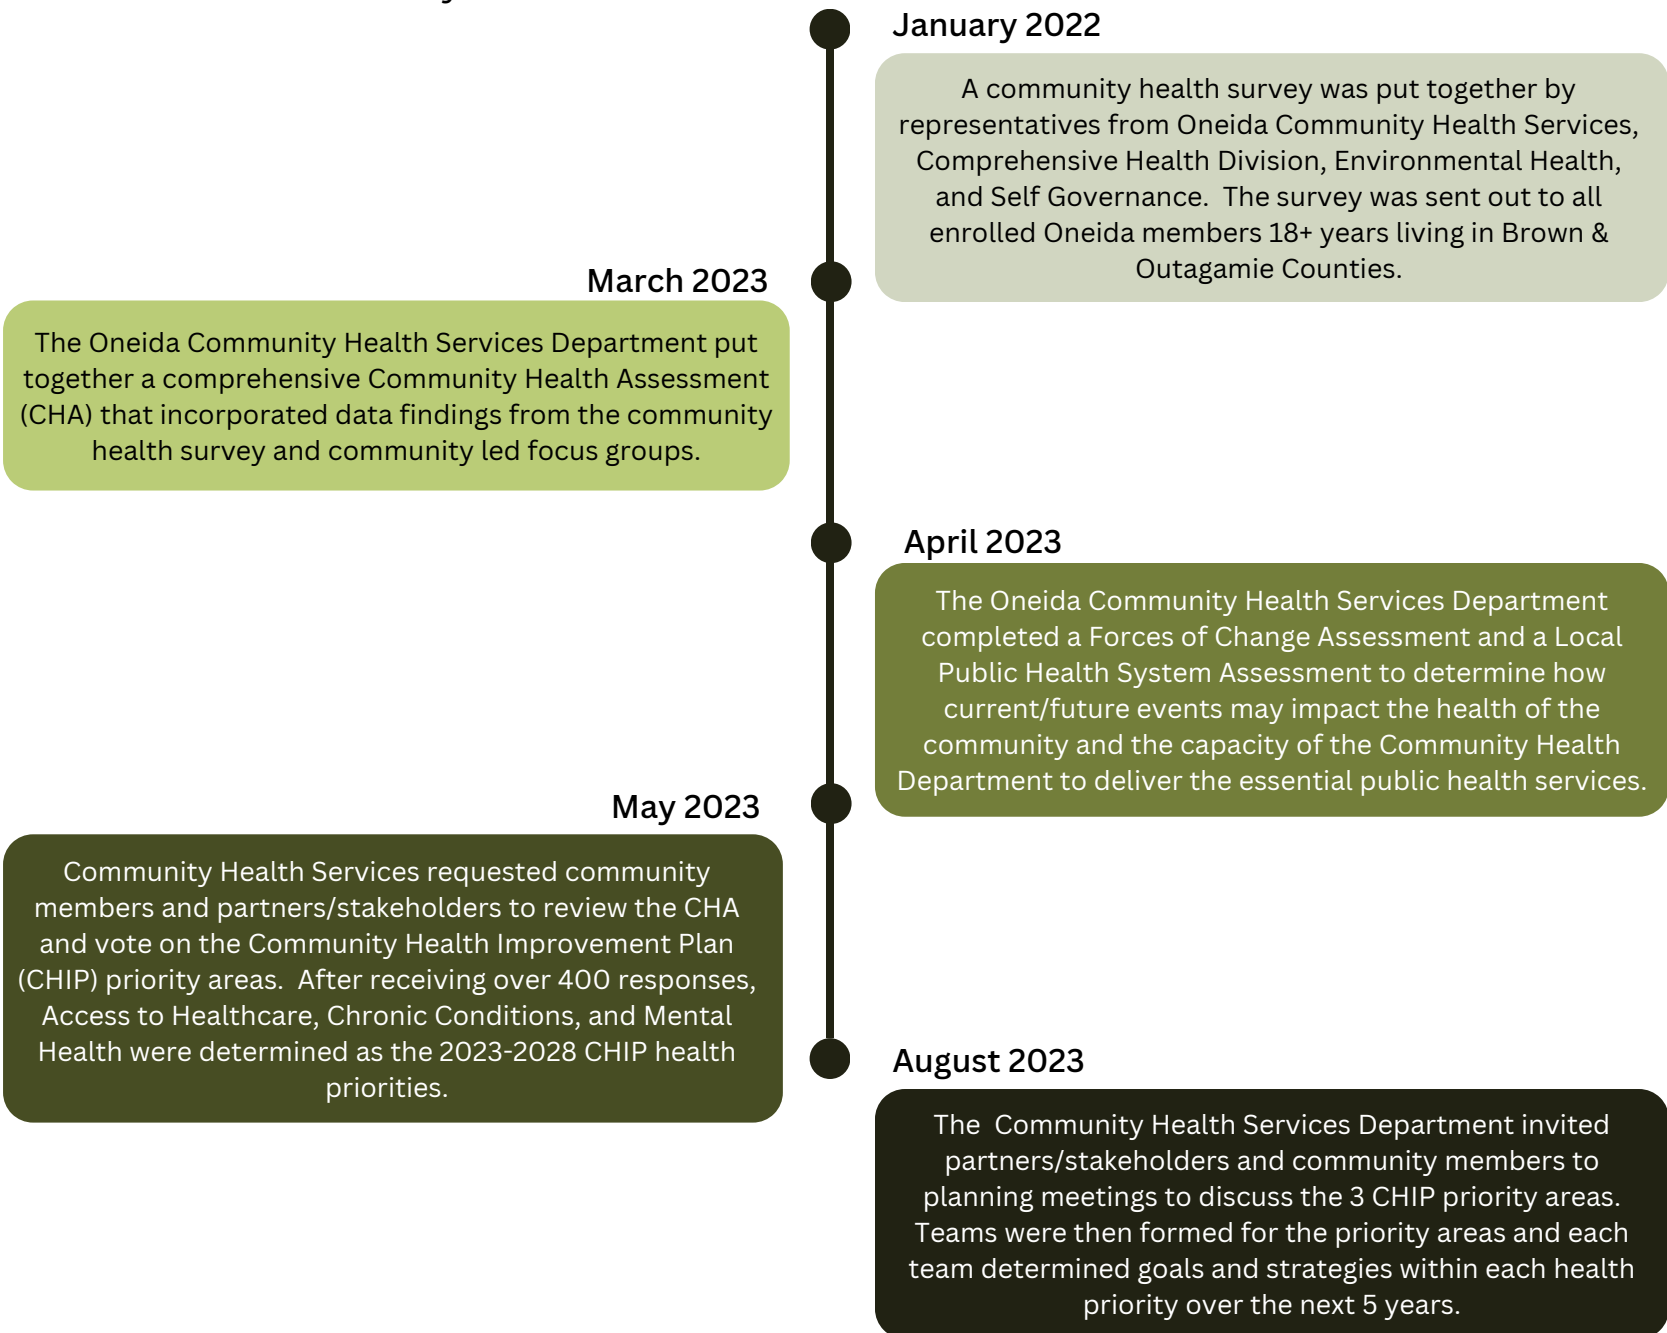 January 2022
A community health survey was put together by
representatives from Oneida Community Health Services,
Comprehensive Health Division, Environmental Health,
and Self Governance.  The survey was sent out to all
enrolled Oneida members 18+ years living in Brown &
Outagamie Counties.
March 2023
The Oneida Community Health Services Department put
together a comprehensive Community Health Assessment
(CHA) that incorporated data findings from the community
health survey and community led focus groups.
April 2023
The Oneida Community Health Services Department
completed a Forces of Change Assessment and a Local
Public Health System Assessment to determine how
current/future events may impact the health of the
community and the capacity of the Community Health
Department to deliver the essential public health services.
May 2023
Community Health Services requested community
members and partners/stakeholders to review the CHA
and vote on the Community Health Improvement Plan
(CHIP) priority areas.  After receiving over 400 responses,
Access to Healthcare, Chronic Conditions, and Mental
Health were determined as the 2023-2028 CHIP health
priorities.
August 2023
The  Community Health Services Department invited
partners/stakeholders and community members to
planning meetings to discuss the 3 CHIP priority areas.
Teams were then formed for the priority areas and each
team determined goals and strategies within each health
priority over the next 5 years.